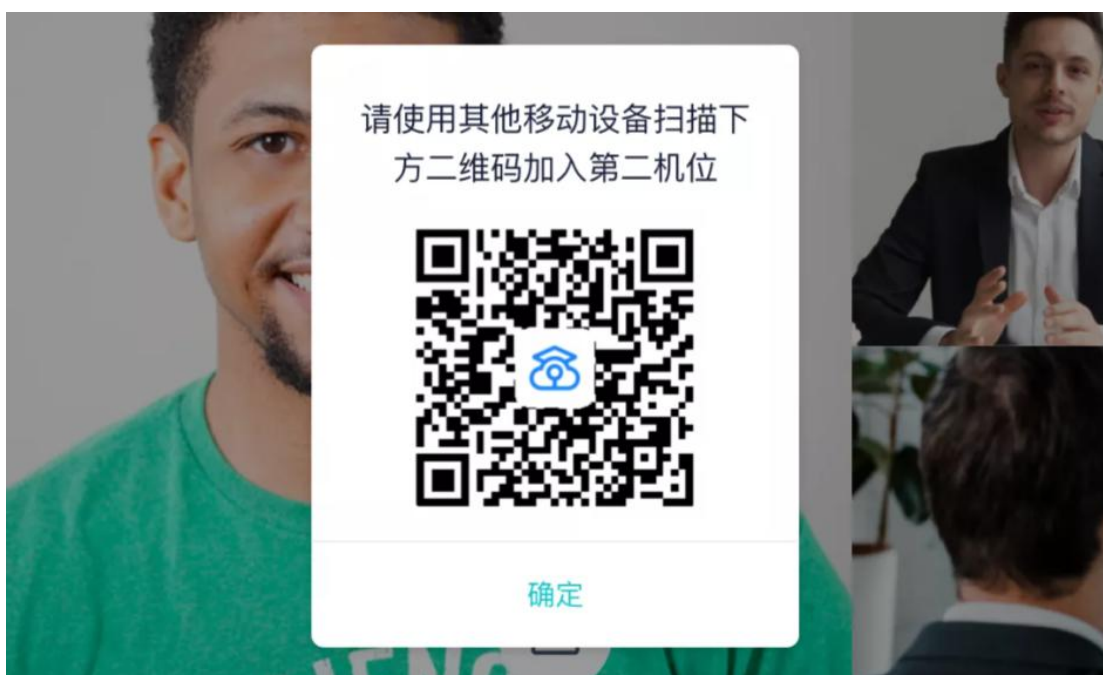 请使用其他移动设备扫描下
方二维码加入第二机位
确定